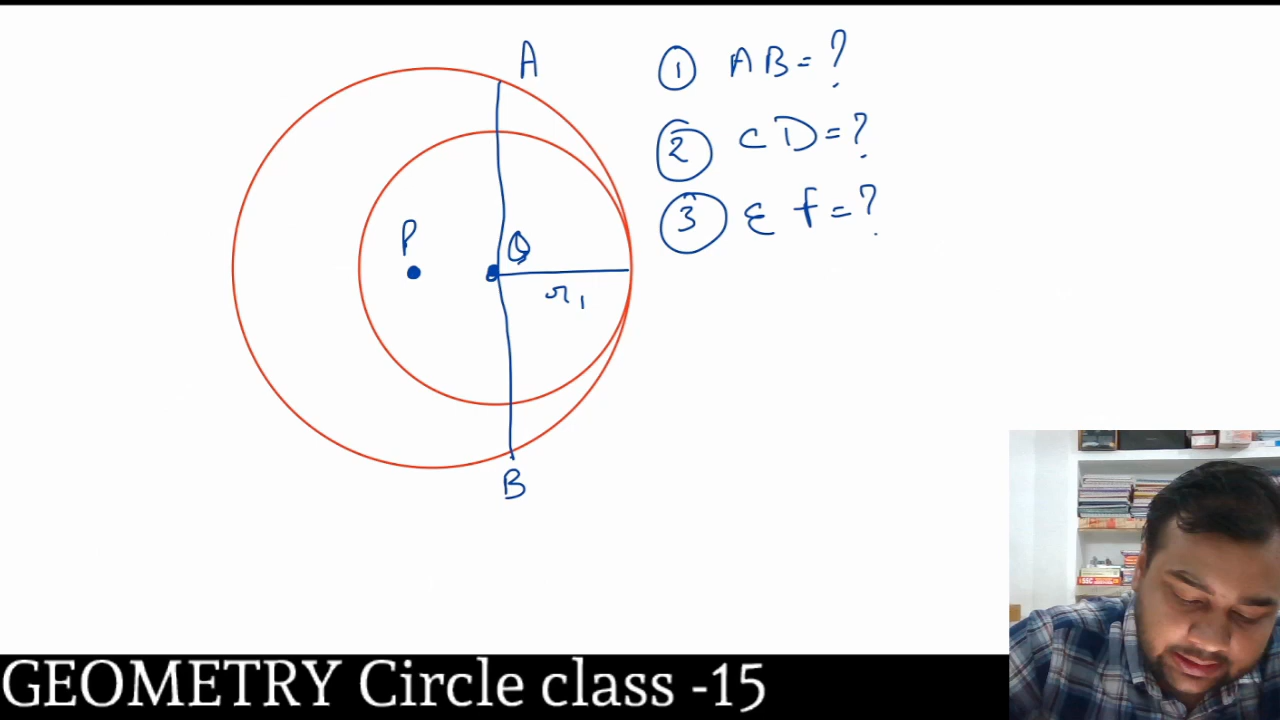 A
① AB=?
② CD=?
③ Ef=?
P
Q
r₁
B
GEOMETRY Circle class -15